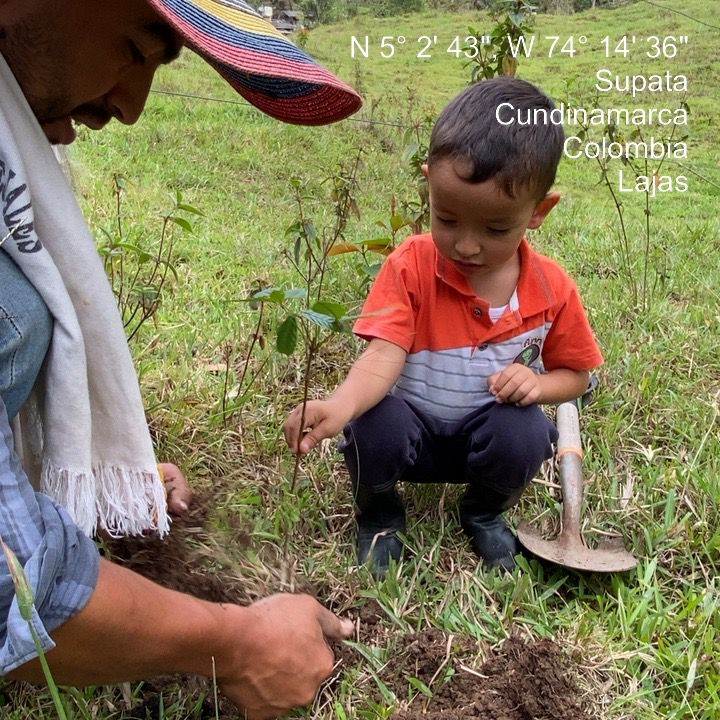 N 5° 2' 43", W 74° 14' 36"
Supata
Cundinamarca
Colombia
Lajas